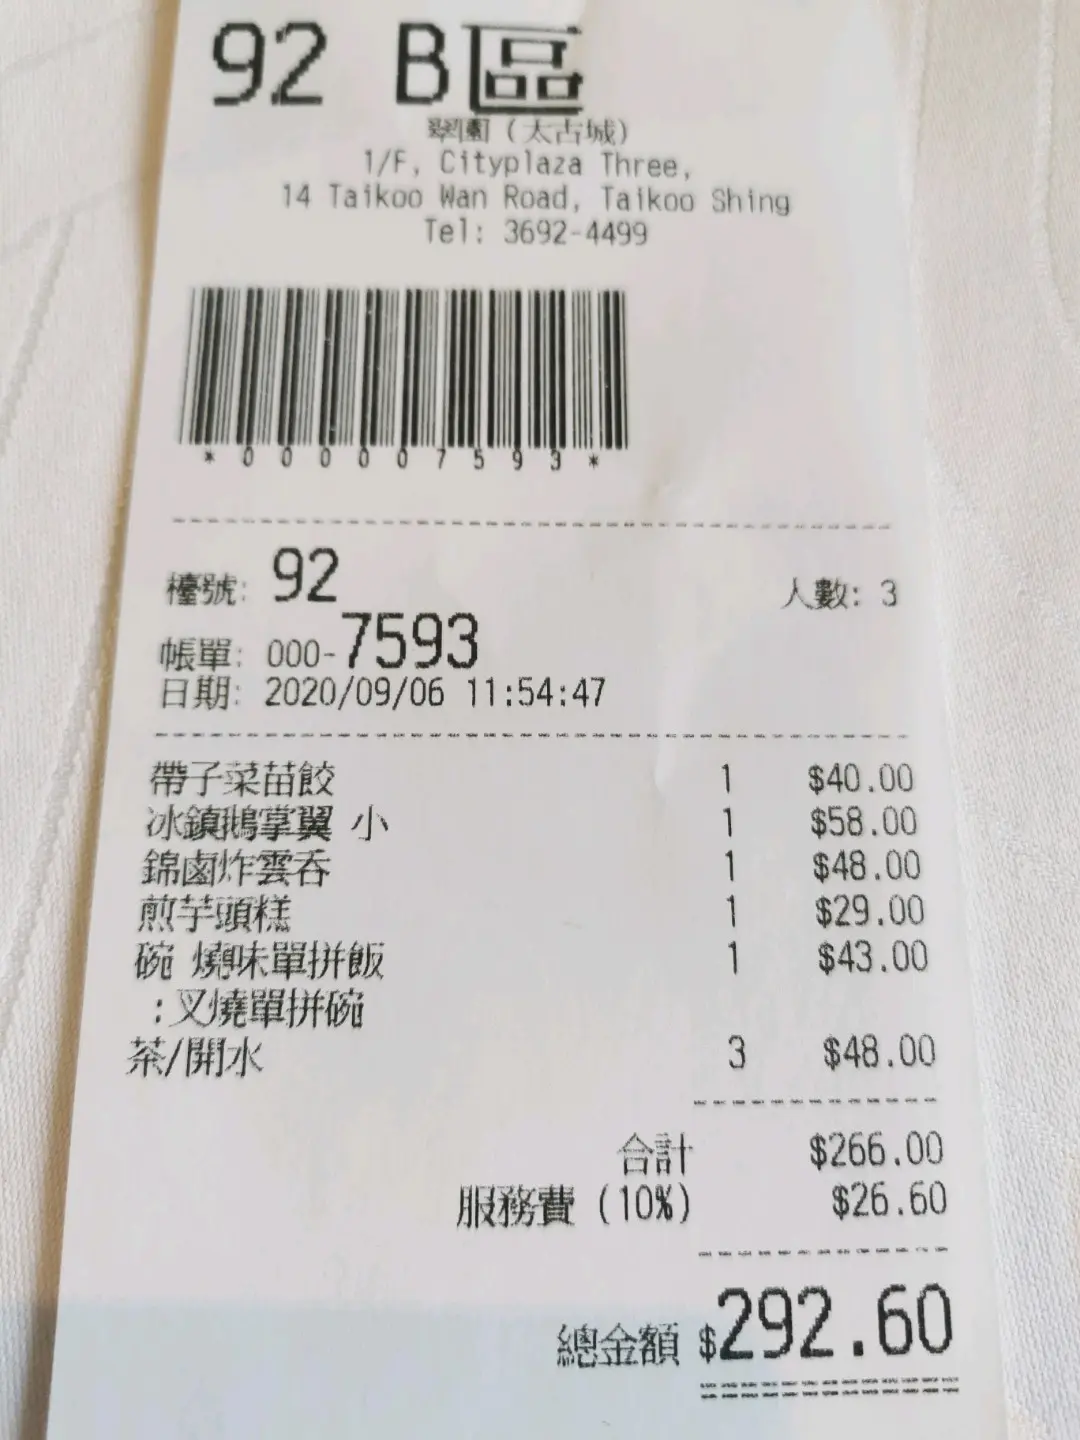 92 B區
翠園（太古城）
1/F, Cityplaza Three,
14 Taikoo Wan Road, Taikoo Shing
Tel: 3692-4499
*000007593*
檯號: 92 人數: 3
帳單: 000-7593
日期: 2020/09/06 11:54:47
帶子菜苗餃 1 $40.00
冰鎮鵝掌翼 小 1 $58.00
錦鹵炸雲吞 1 $48.00
煎芋頭糕 1 $29.00
碗 燒味單拼飯 1 $43.00
:叉燒單拼碗
茶/開水 3 $48.00
合計 $266.00
服務費 (10%) $26.60
總金額 $292.60